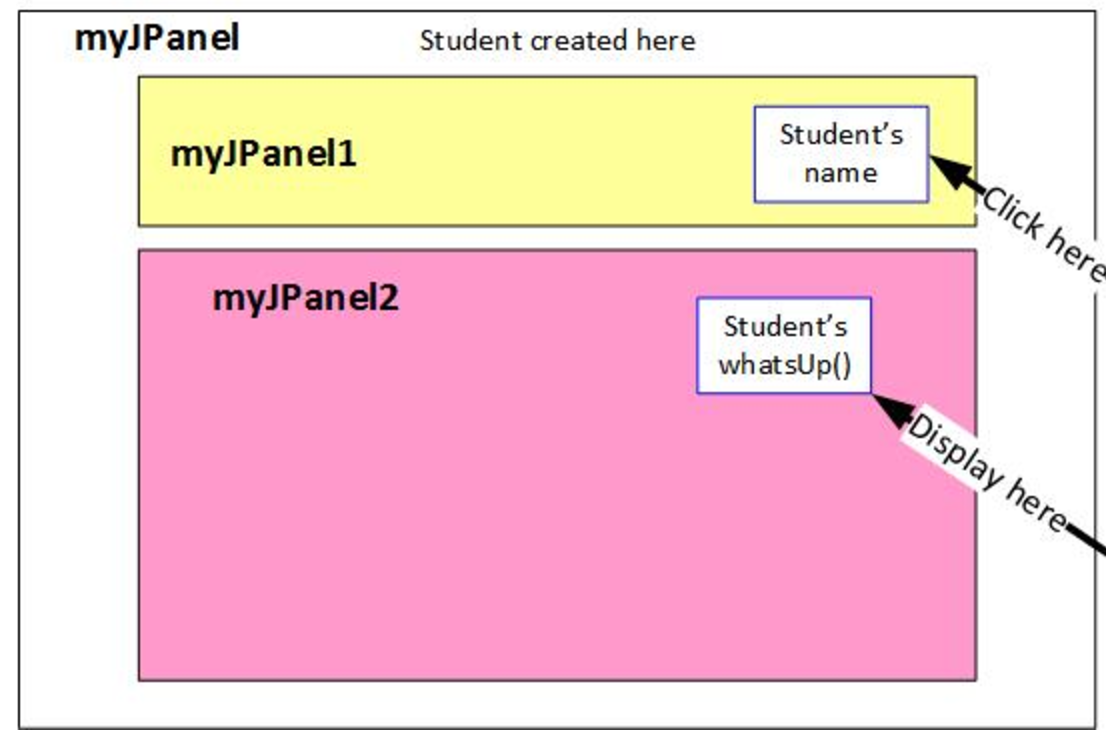 myJPanel
Student created here
myJPanel1
Student’s
name
Click here
myJPanel2
Student’s
whatsUp()
Display here